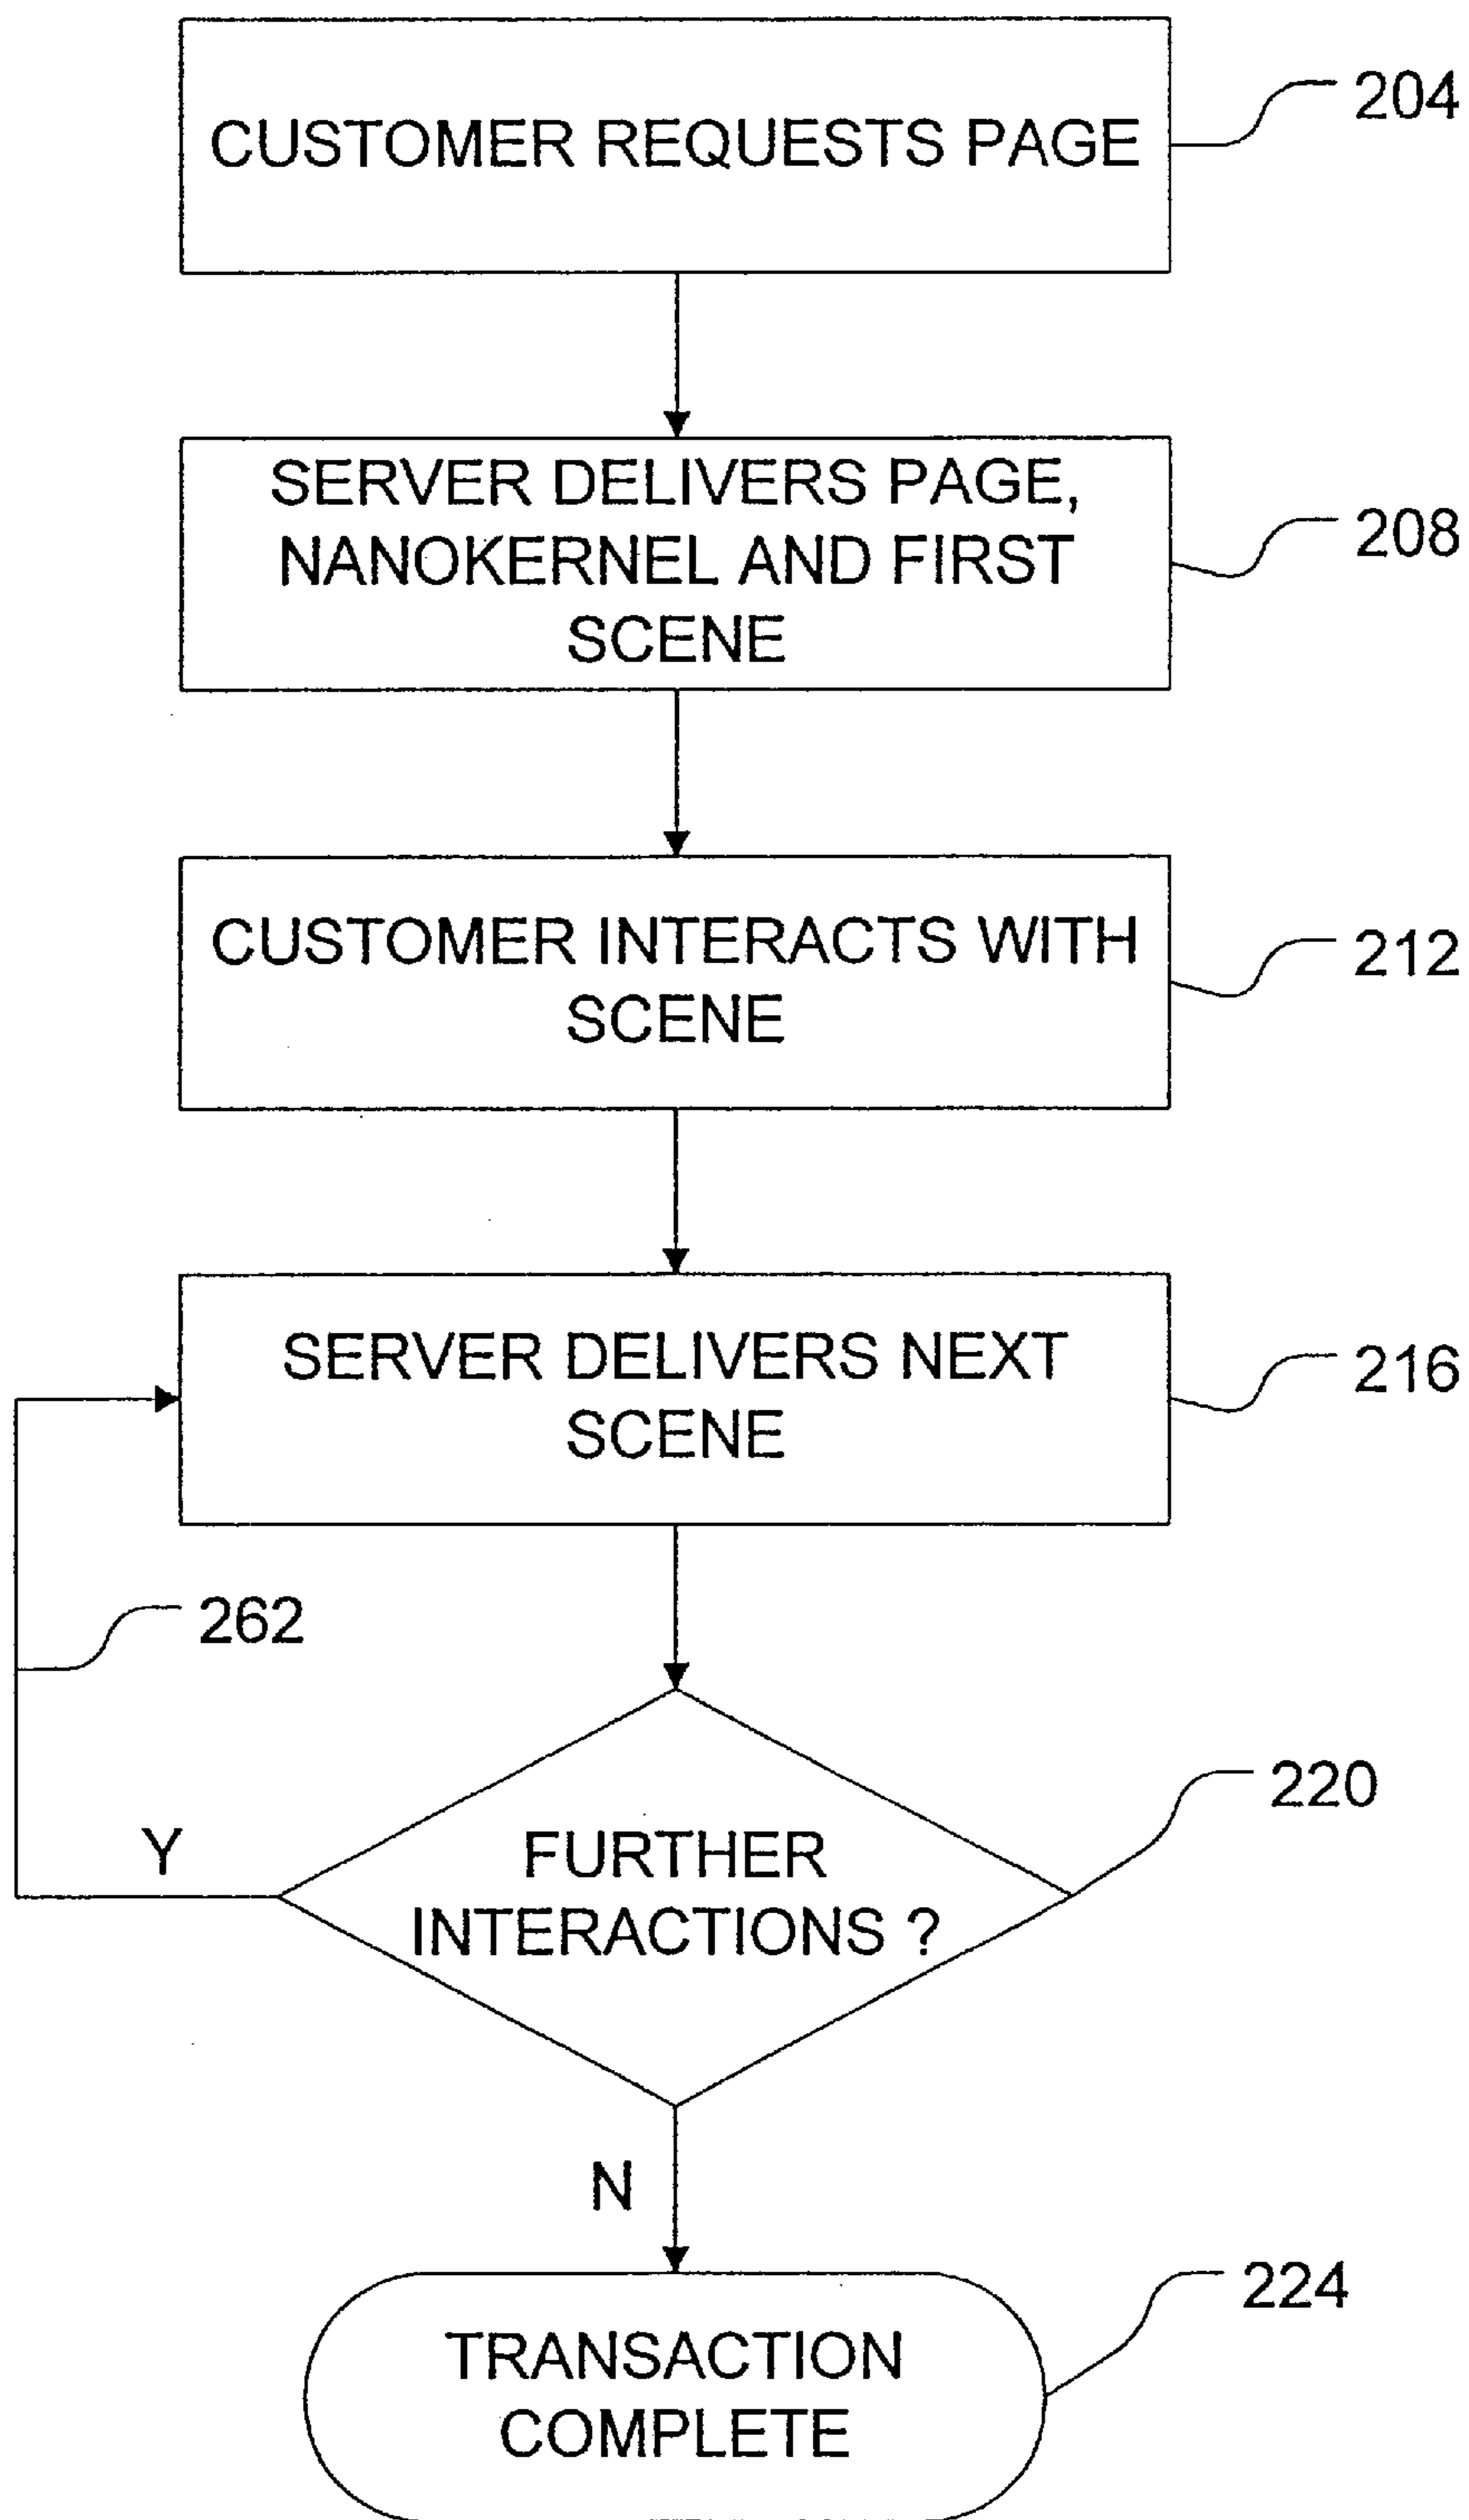 CUSTOMER REQUESTS PAGE
204
SERVER DELIVERS PAGE,
NANOKERNEL AND FIRST
SCENE
208
CUSTOMER INTERACTS WITH
SCENE
212
SERVER DELIVERS NEXT
SCENE
216
262
220
Y
FURTHER
INTERACTIONS ?
N
224
TRANSACTION
COMPLETE